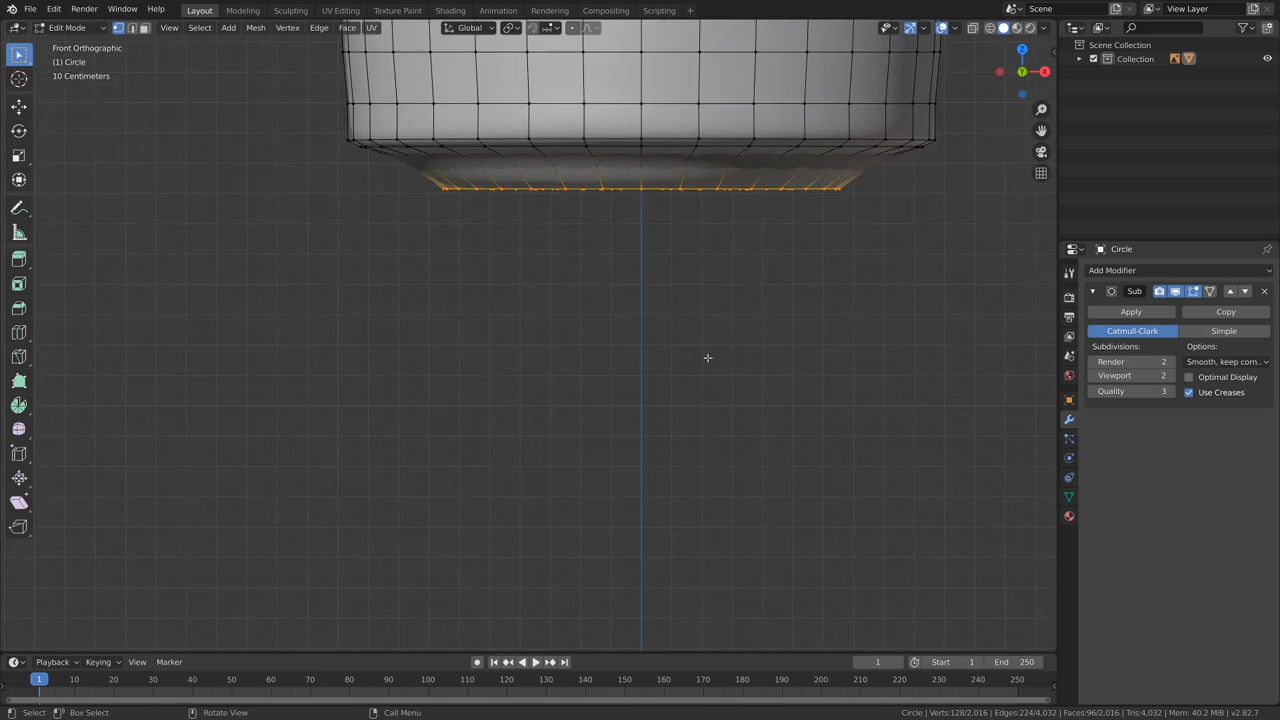 File Edit Render Window Help Layout Modeling Sculpting UV Editing Texture Paint Shading Animation Rendering Compositing Scripting + Scene View Layer
Edit Mode View Select Add Mesh Vertex Edge Face UV Global
Front Orthographic
(1) Circle
10 Centimeters
Z
Y
X
Scene Collection
Collection
Circle
Add Modifier
Sub
Apply Copy
Catmull-Clark Simple
Subdivisions: Options:
Render 2 Smooth, keep corn..
Viewport 2 Optimal Display
Quality 3 Use Creases
Playback Keying View Marker 1 Start 1 End 250
1 10 20 30 40 50 60 70 80 90 100 110 120 130 140 150 160 170 180 190 200 210 220 230 240 250
Select Box Select Rotate View Call Menu Circle | Verts:128/2,016 | Edges:224/4,032 | Faces:96/2,016 | Tris:4,032 | Mem: 40.2 MiB | v2.82.7